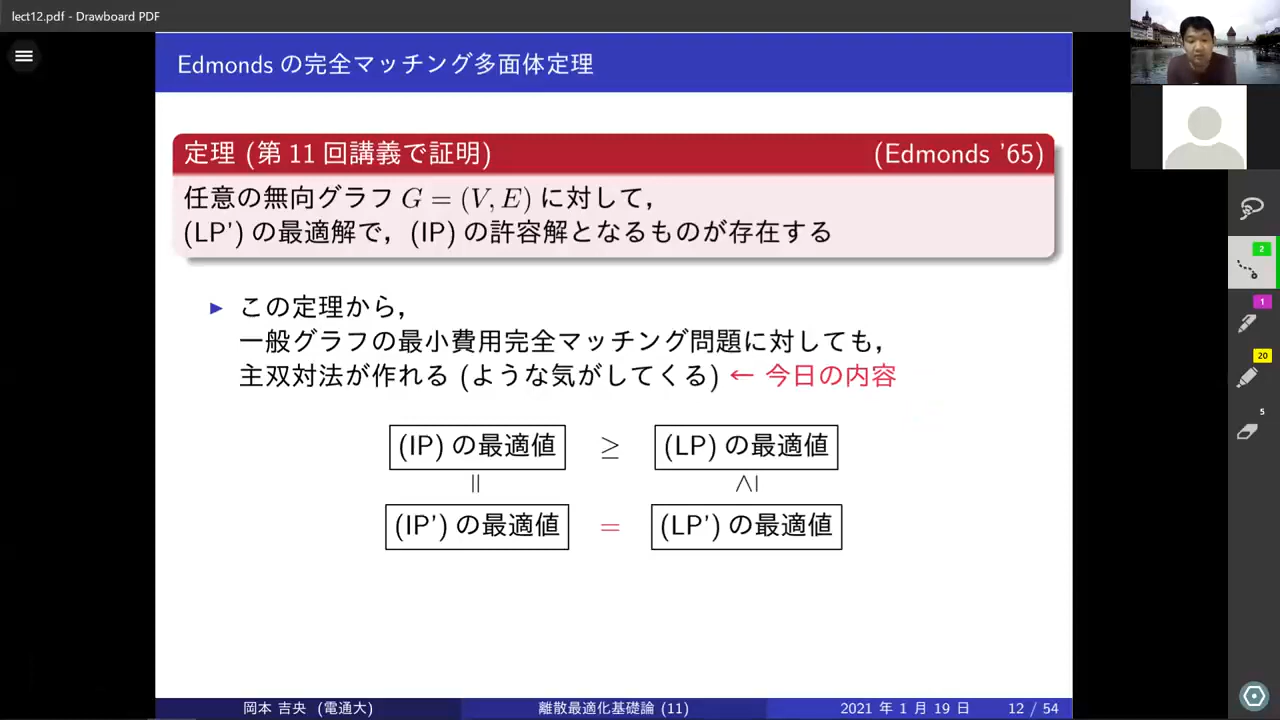 lect12.pdf - Drawboard PDF
Edmonds の完全マッチング多面体定理
定理 (第 11 回講義で証明) (Edmonds '65)
任意の無向グラフ G = (V, E) に対して,
(LP') の最適解で, (IP) の許容解となるものが存在する
▶ この定理から,
一般グラフの最小費用完全マッチング問題に対しても,
主双対法が作れる (ような気がしてくる) ← 今日の内容
(IP) の最適値 ≥ (LP) の最適値
|| ∧|
(IP') の最適値 = (LP') の最適値
岡本 吉央 (電通大) 離散最適化基礎論 (11) 2021 年 1 月 19 日 12 / 54
2
1
20
5